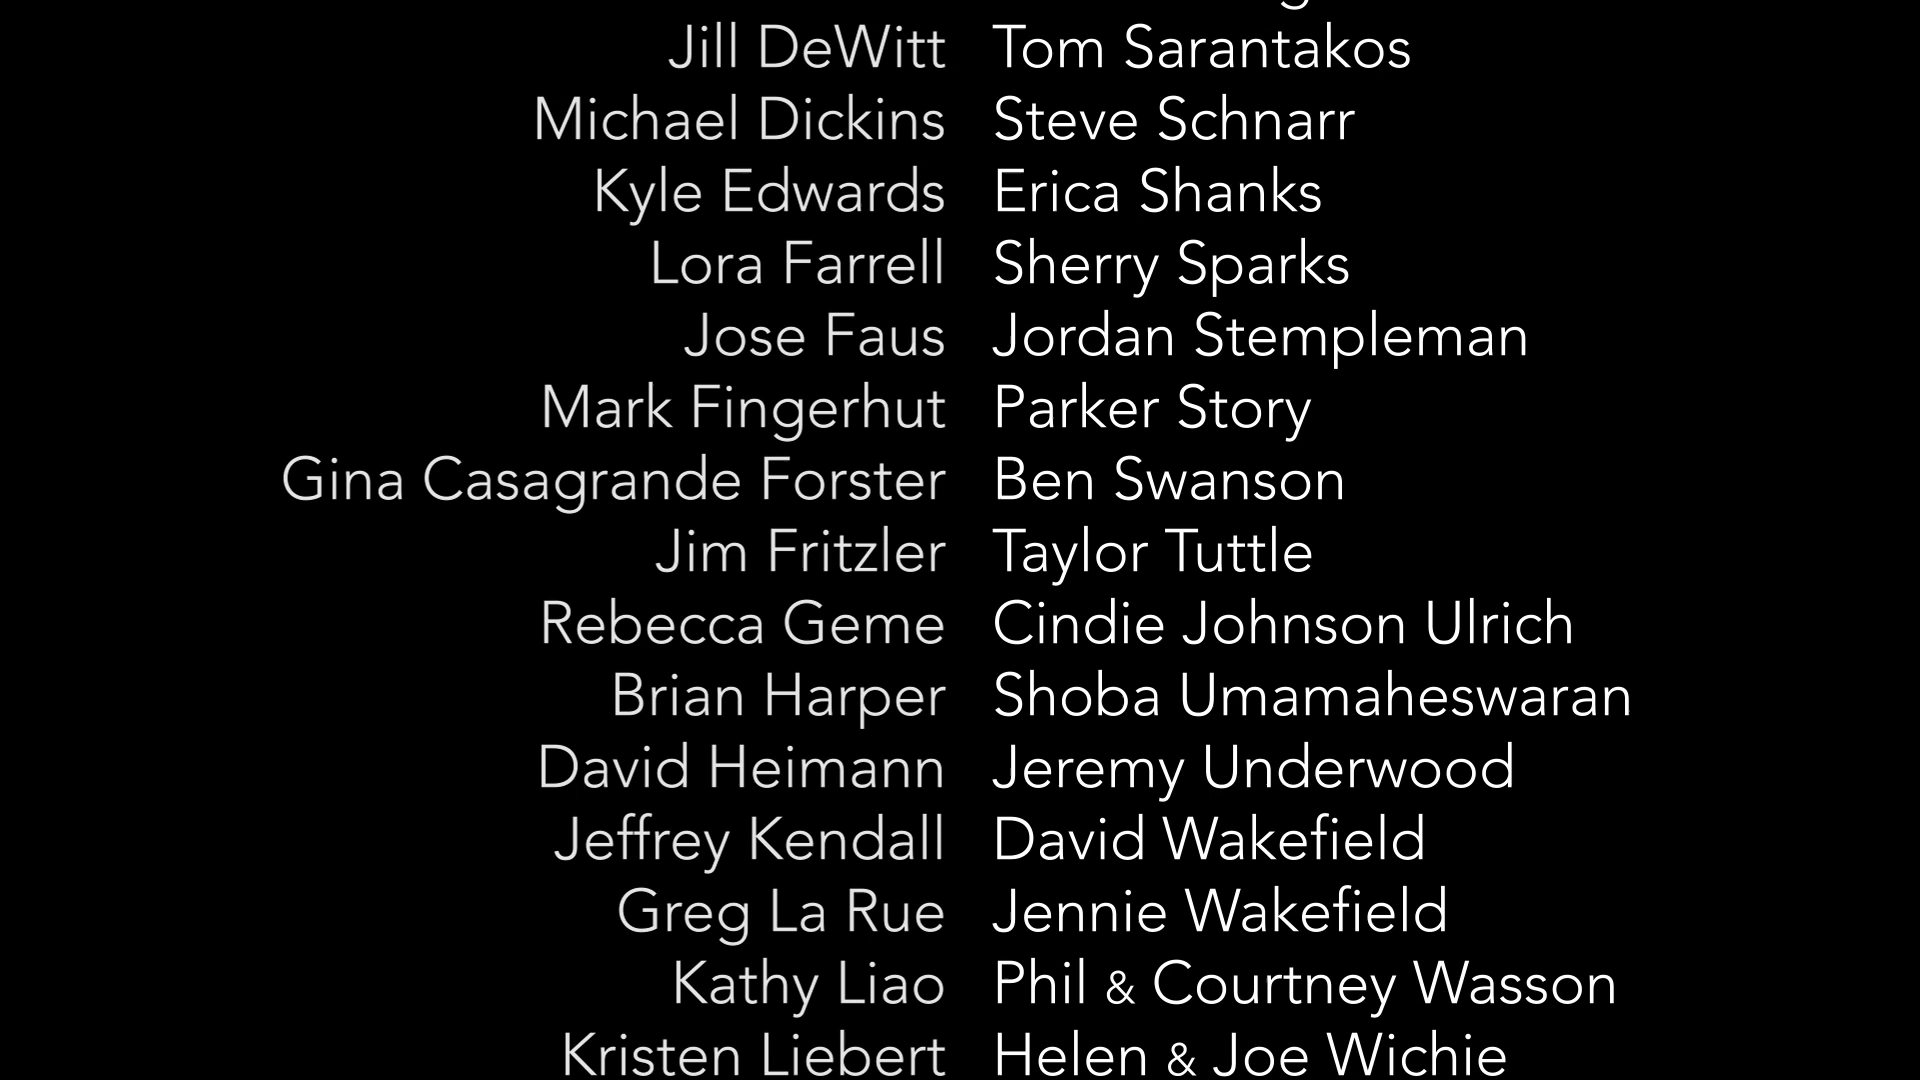 Jill DeWitt Tom Sarantakos
Michael Dickins Steve Schnarr
Kyle Edwards Erica Shanks
Lora Farrell Sherry Sparks
Jose Faus Jordan Stempleman
Mark Fingerhut Parker Story
Gina Casagrande Forster Ben Swanson
Jim Fritzler Taylor Tuttle
Rebecca Geme Cindie Johnson Ulrich
Brian Harper Shoba Umamaheswaran
David Heimann Jeremy Underwood
Jeffrey Kendall David Wakefield
Greg La Rue Jennie Wakefield
Kathy Liao Phil & Courtney Wasson
Kristen Liebert Helen & Joe Wichie